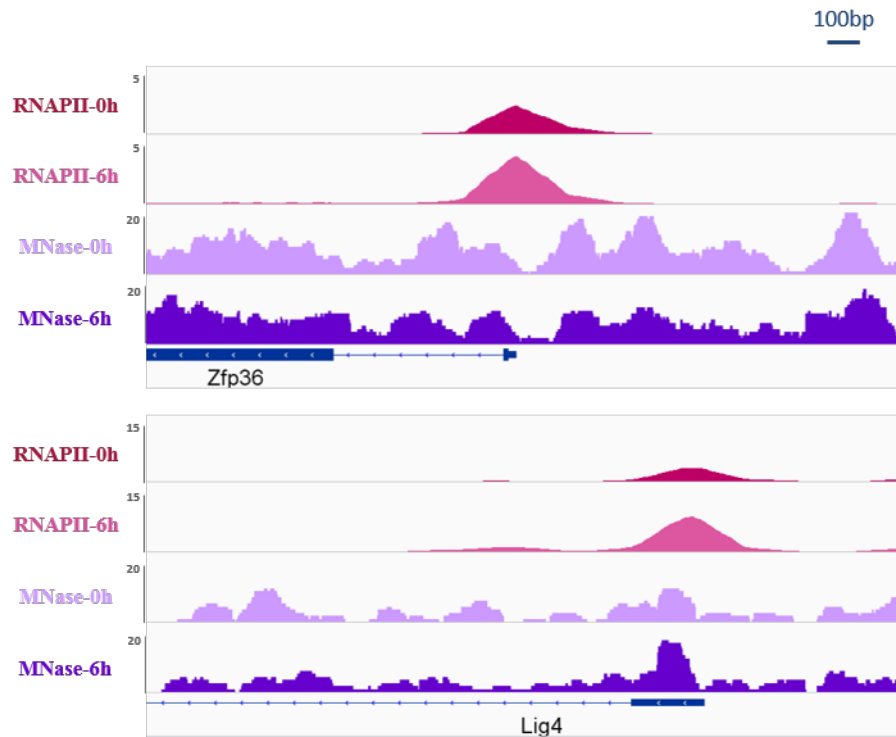 100bp
5
RNAPII-0h
5
RNAPII-6h
20
MNase-0h
20
MNase-6h
Zfp36
15
RNAPII-0h
15
RNAPII-6h
20
MNase-0h
20
MNase-6h
Lig4